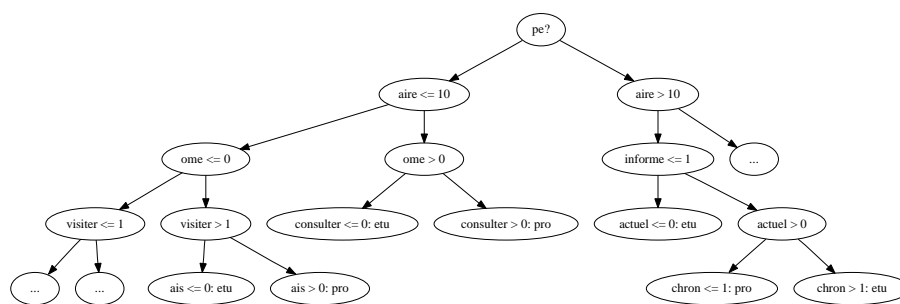 pe?
aire <= 10
aire > 10
ome <= 0
ome > 0
informe <= 1
...
visiter <= 1
visiter > 1
consulter <= 0: etu
consulter > 0: pro
actuel <= 0: etu
actuel > 0
...
...
ais <= 0: etu
ais > 0: pro
chron <= 1: pro
chron > 1: etu